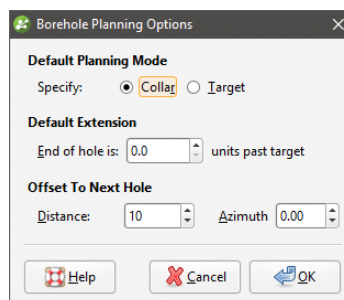 Borehole Planning Options
Default Planning Mode
Specify: Collar Target
Default Extension
End of hole is: 0.0 units past target
Offset To Next Hole
Distance: 10 Azimuth 0.00
Help Cancel OK